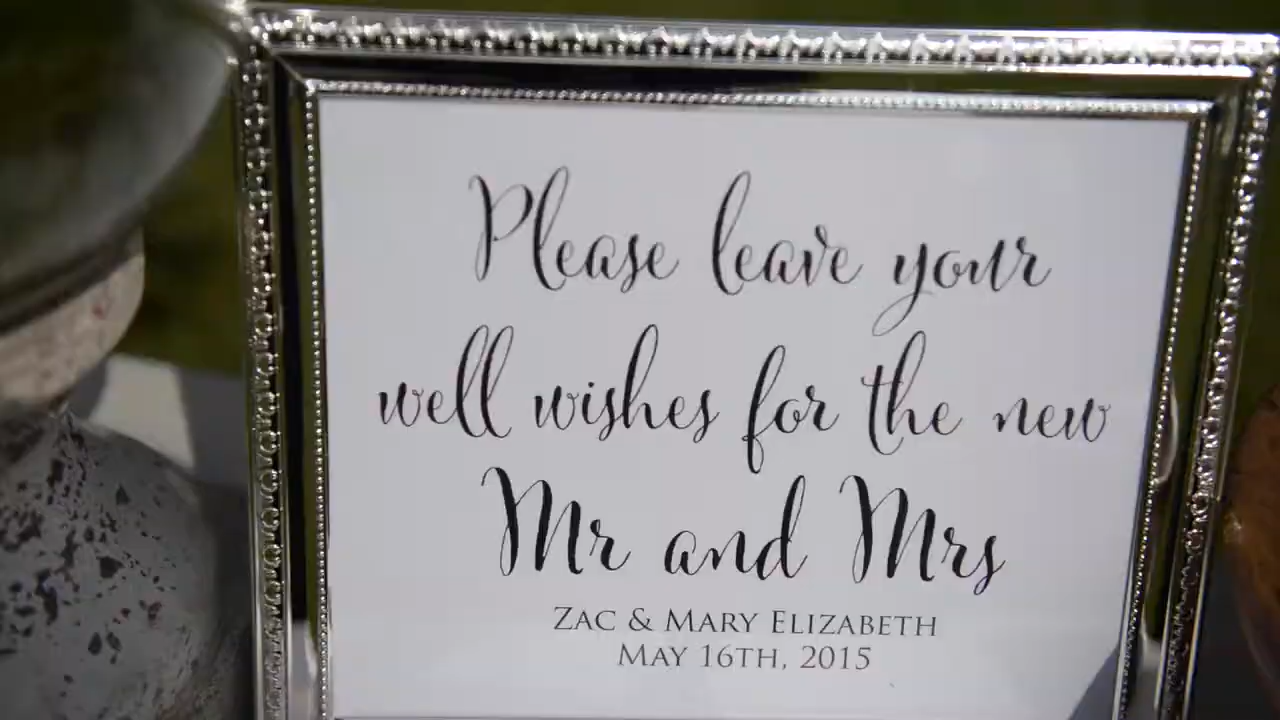 Please leave your
well wishes for the new
Mr and Mrs
ZAC & MARY ELIZABETH
MAY 16TH, 2015